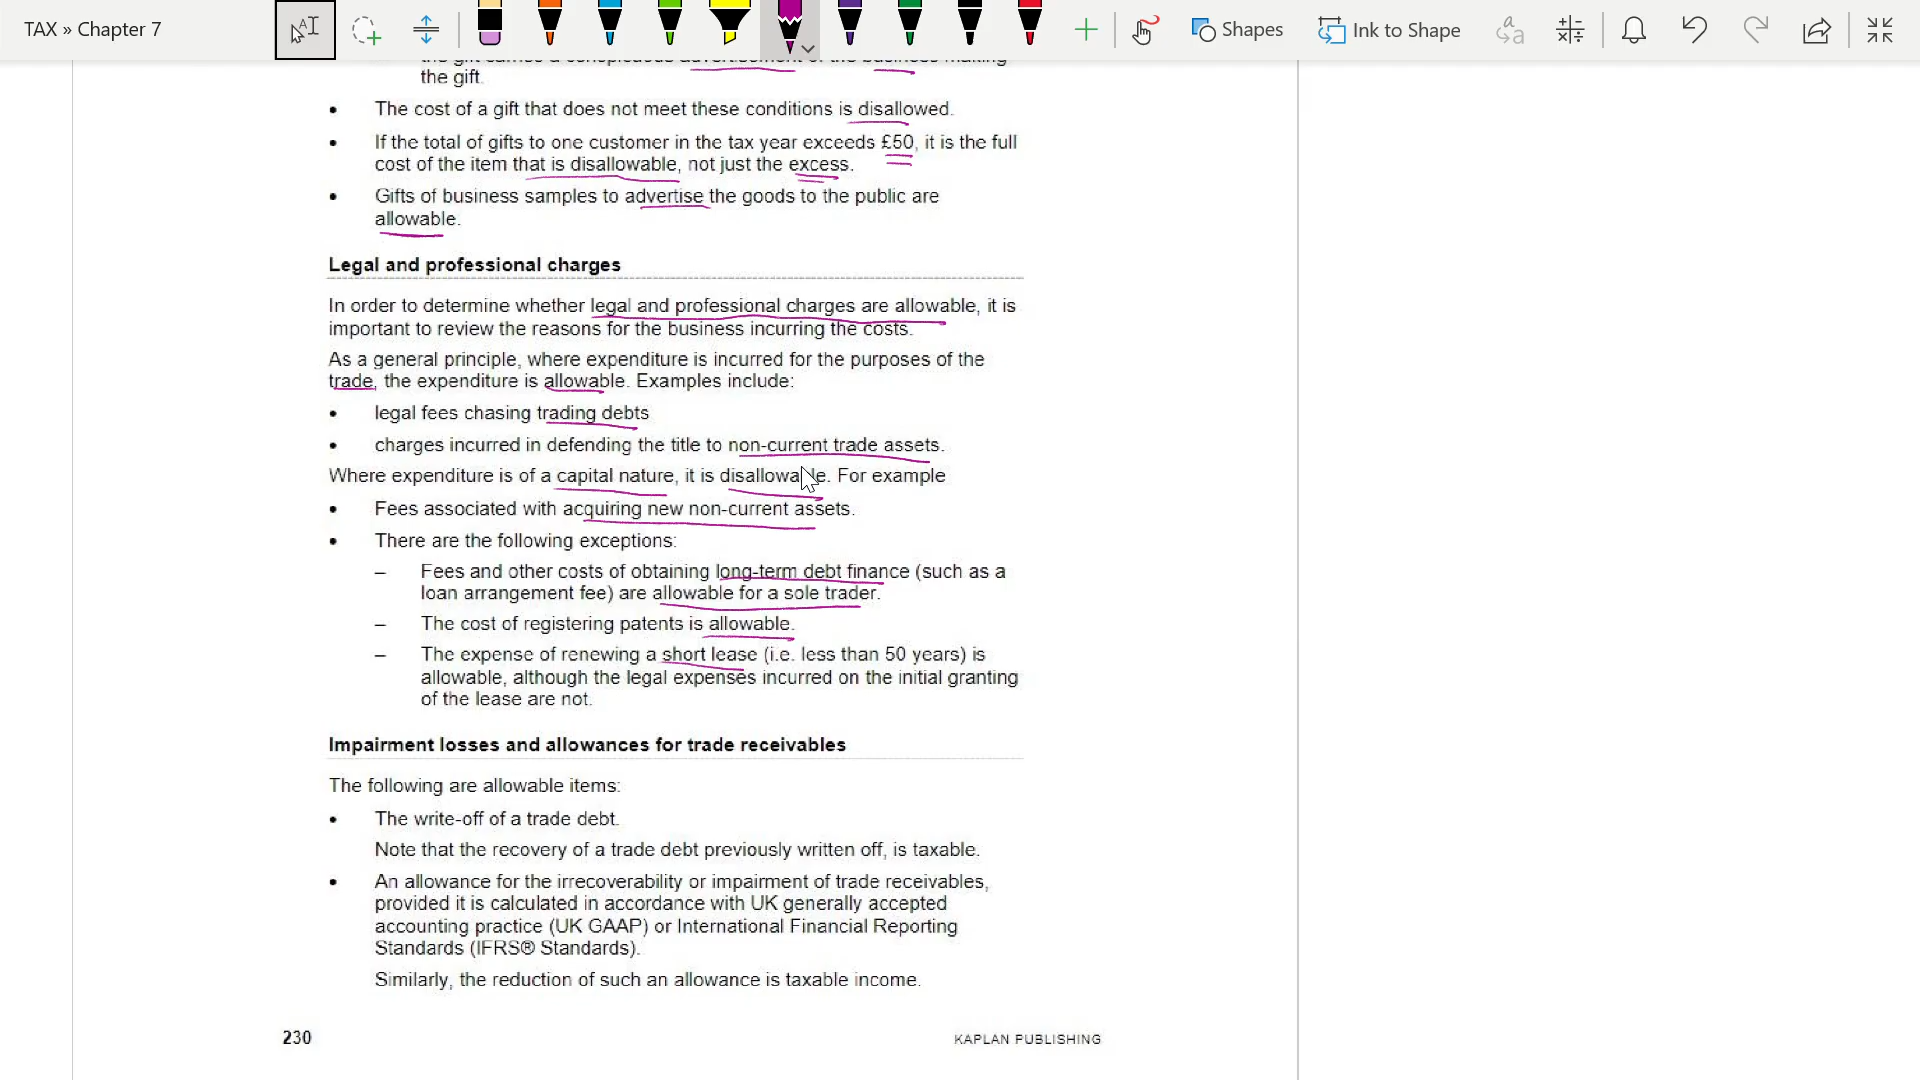 TAX » Chapter 7
Shapes
Ink to Shape
the gift carries a conspicuous advertisement of the business making
the gift.
• The cost of a gift that does not meet these conditions is disallowed.
• If the total of gifts to one customer in the tax year exceeds £50, it is the full
cost of the item that is disallowable, not just the excess.
• Gifts of business samples to advertise the goods to the public are
allowable.
Legal and professional charges
In order to determine whether legal and professional charges are allowable, it is
important to review the reasons for the business incurring the costs.
As a general principle, where expenditure is incurred for the purposes of the
trade, the expenditure is allowable. Examples include:
• legal fees chasing trading debts
• charges incurred in defending the title to non-current trade assets.
Where expenditure is of a capital nature, it is disallowable. For example
• Fees associated with acquiring new non-current assets.
• There are the following exceptions:
– Fees and other costs of obtaining long-term debt finance (such as a
loan arrangement fee) are allowable for a sole trader.
– The cost of registering patents is allowable.
– The expense of renewing a short lease (i.e. less than 50 years) is
allowable, although the legal expenses incurred on the initial granting
of the lease are not.
Impairment losses and allowances for trade receivables
The following are allowable items:
• The write-off of a trade debt.
Note that the recovery of a trade debt previously written off, is taxable.
• An allowance for the irrecoverability or impairment of trade receivables,
provided it is calculated in accordance with UK generally accepted
accounting practice (UK GAAP) or International Financial Reporting
Standards (IFRS® Standards).
Similarly, the reduction of such an allowance is taxable income.
230
KAPLAN PUBLISHING